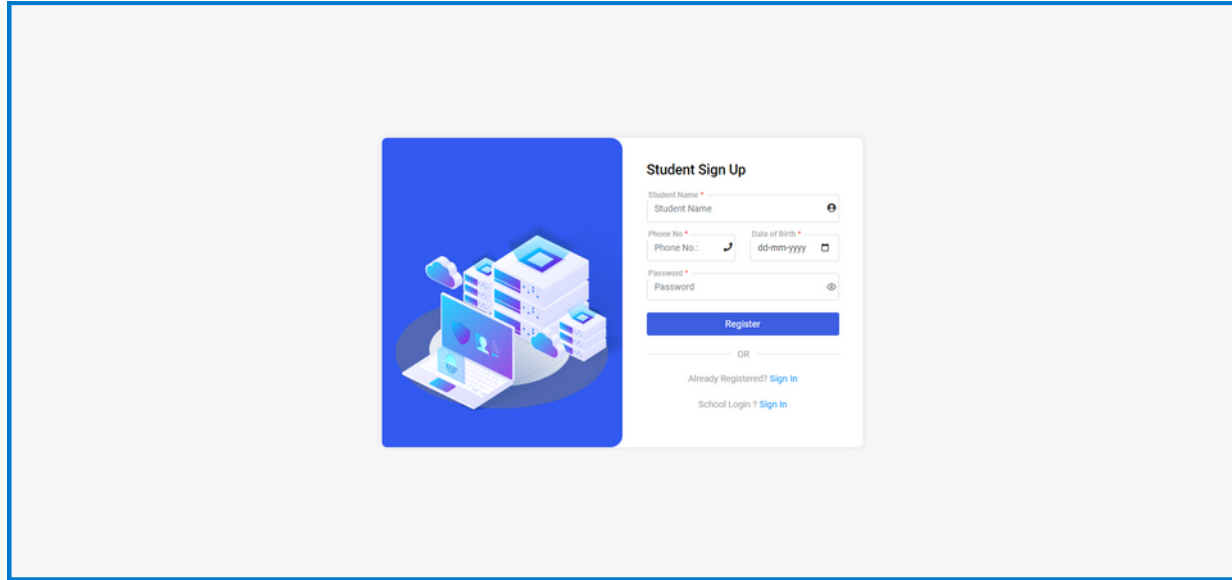 Student Sign Up
Student Name *
Student Name
Phone No * Date of Birth *
Phone No.: dd-mm-yyyy
Password *
Password
Register
OR
Already Registered? Sign In
School Login ? Sign In